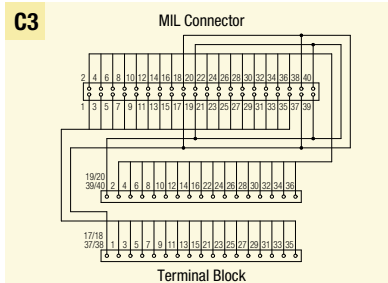 C3
MIL Connector
2 4 6 8 10 12 14 16 18 20 22 24 26 28 30 32 34 36 38 40
1 3 5 7 9 11 13 15 17 19 21 23 25 27 29 31 33 35 37 39
19/20
39/40 2 4 6 8 10 12 14 16 22 24 26 28 30 32 34 36
17/18
37/38 1 3 5 7 9 11 13 15 21 23 25 27 29 31 33 35
Terminal Block